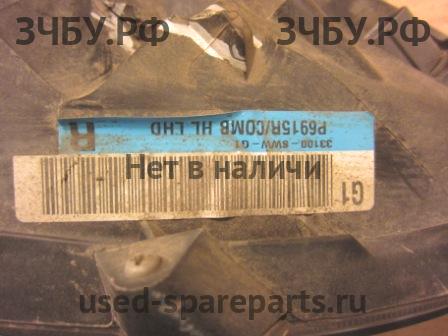 ЗЧБУ.РФ
ЗЧБУ.РФ
R
P6915R/COMB HL LHD
33100-SWW-G1
Нет в наличи
G1
used-spareparts.ru